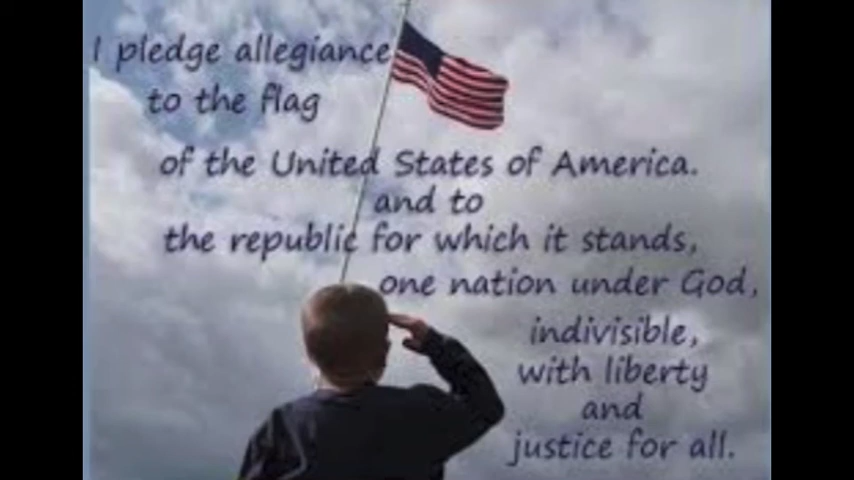 I pledge allegiance
to the flag
of the United States of America.
and to
the republic for which it stands,
one nation under God,
indivisible,
with liberty
and
justice for all.